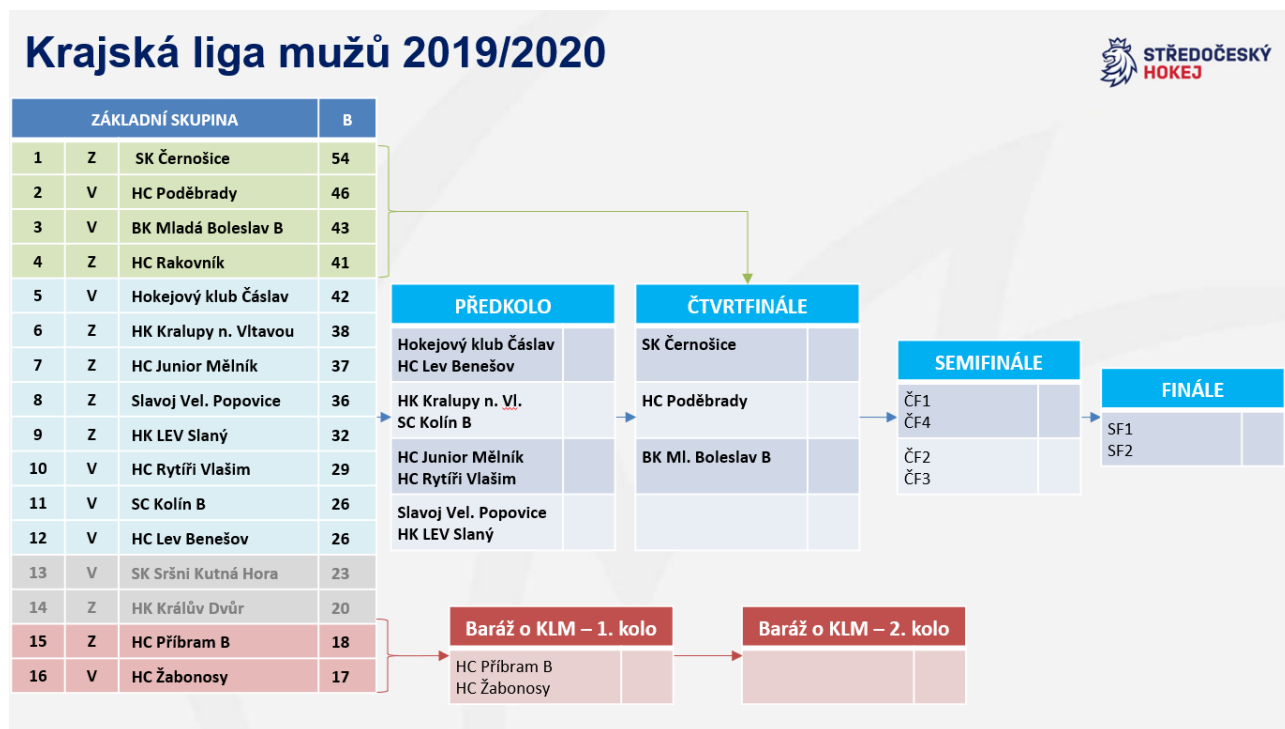 Krajská liga mužů 2019/2020
STŘEDOČESKÝ
HOKEJ
ZÁKLADNÍ SKUPINA B
1 Z SK Černošice 54
2 V HC Poděbrady 46
3 V BK Mladá Boleslav B 43
4 Z HC Rakovník 41
5 V Hokejový klub Čáslav 42
6 Z HK Kralupy n. Vltavou 38
7 Z HC Junior Mělník 37
8 Z Slavoj Vel. Popovice 36
9 Z HK LEV Slaný 32
10 V HC Rytíři Vlašim 29
11 V SC Kolín B 26
12 V HC Lev Benešov 26
13 V SK Sršni Kutná Hora 23
14 Z HK Králův Dvůr 20
15 Z HC Příbram B 18
16 V HC Žabonosy 17
PŘEDKOLO
Hokejový klub Čáslav
HC Lev Benešov
HK Kralupy n. Vl.
SC Kolín B
HC Junior Mělník
HC Rytíři Vlašim
Slavoj Vel. Popovice
HK LEV Slaný
ČTVRTFINÁLE
SK Černošice
HC Poděbrady
BK Ml. Boleslav B
SEMIFINÁLE
ČF1
ČF4
ČF2
ČF3
FINÁLE
SF1
SF2
Baráž o KLM – 1. kolo
HC Příbram B
HC Žabonosy
Baráž o KLM – 2. kolo